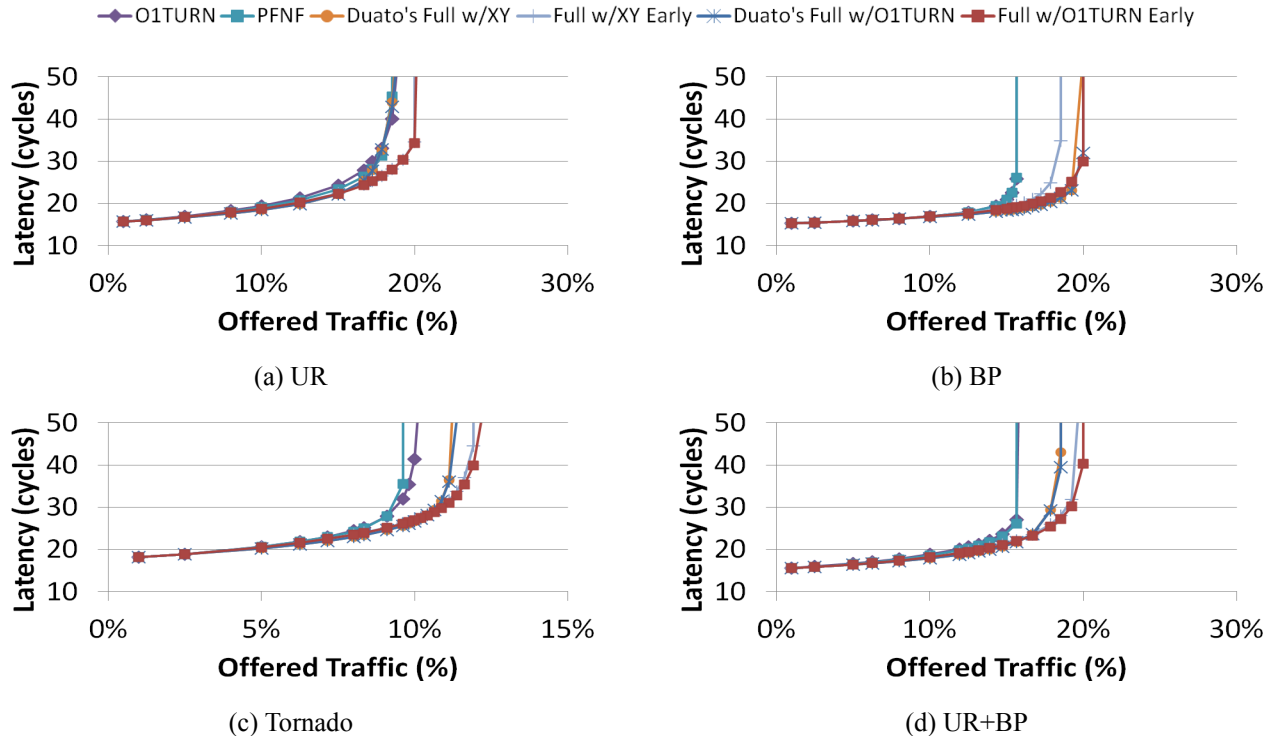 O1TURN PFNF Duato's Full w/XY Full w/XY Early Duato's Full w/O1TURN Full w/O1TURN Early
Latency (cycles)
50
40
30
20
10
0% 10% 20% 30%
Offered Traffic (%)
(a) UR
Latency (cycles)
50
40
30
20
10
0% 10% 20% 30%
Offered Traffic (%)
(b) BP
Latency (cycles)
50
40
30
20
10
0% 5% 10% 15%
Offered Traffic (%)
(c) Tornado
Latency (cycles)
50
40
30
20
10
0% 10% 20% 30%
Offered Traffic (%)
(d) UR+BP